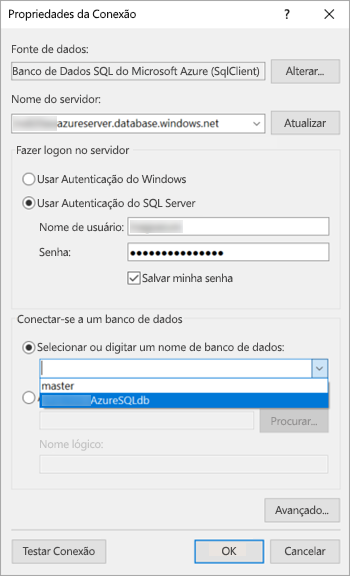 Propriedades da Conexão
?
Fonte de dados:
Banco de Dados SQL do Microsoft Azure (SqlClient)
Alterar...
Nome do servidor:
azureserver.database.windows.net
Atualizar
Fazer logon no servidor
Usar Autenticação do Windows
Usar Autenticação do SQL Server
Nome de usuário:
Senha: ●●●●●●●●●●●●●●●
Salvar minha senha
Conectar-se a um banco de dados
Selecionar ou digitar um nome de banco de dados:
master
AzureSQLdb
Procurar...
Nome lógico:
Avançado...
Testar Conexão
OK
Cancelar